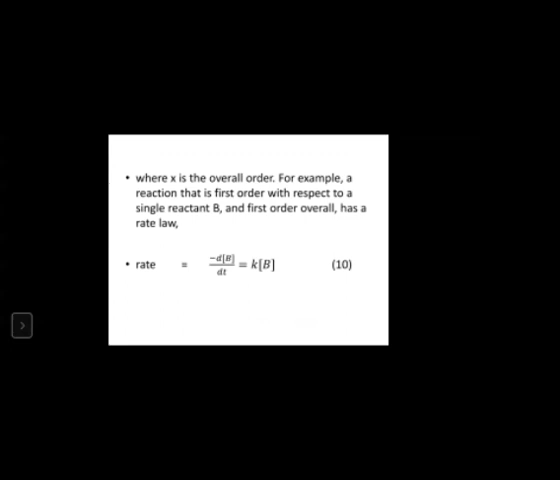 • where x is the overall order. For example, a
reaction that is first order with respect to a
single reactant B, and first order overall, has a
rate law,
• rate = −d[B]/dt = k[B] (10)